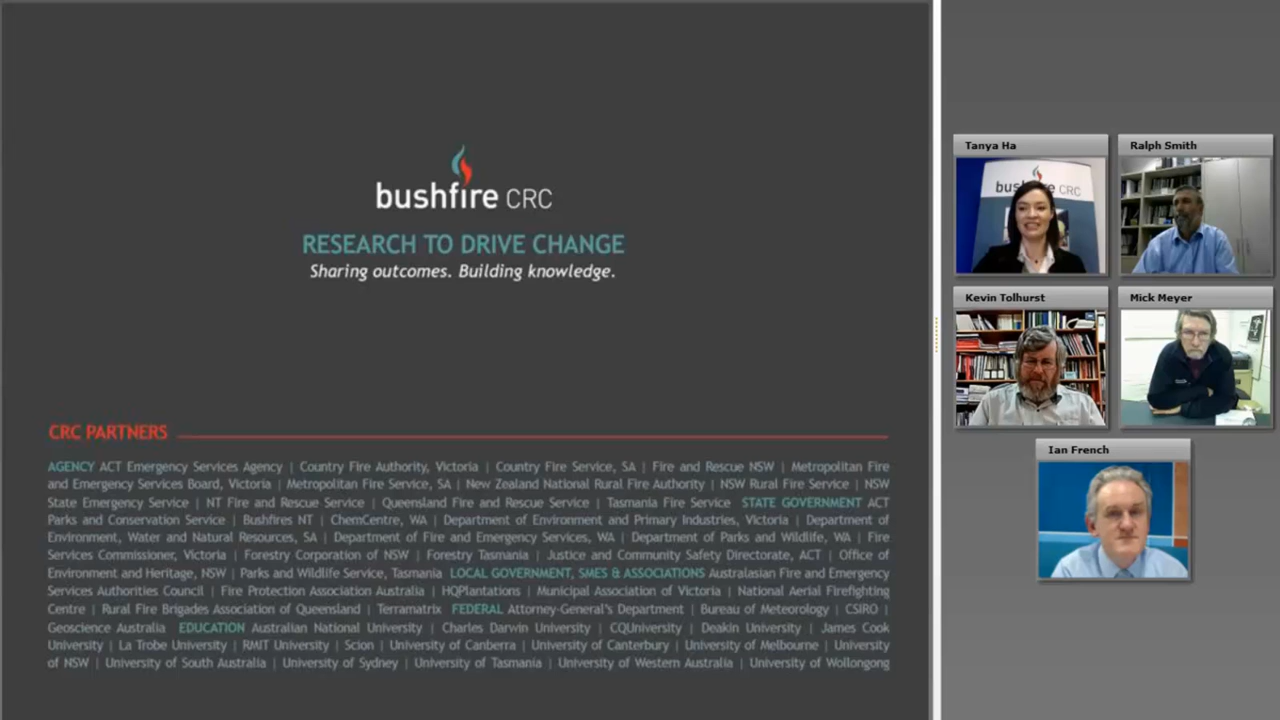 bushfire CRC
RESEARCH TO DRIVE CHANGE
Sharing outcomes. Building knowledge.
CRC PARTNERS
AGENCY ACT Emergency Services Agency | Country Fire Authority, Victoria | Country Fire Service, SA | Fire and Rescue NSW | Metropolitan Fire
and Emergency Services Board, Victoria | Metropolitan Fire Service, SA | New Zealand National Rural Fire Authority | NSW Rural Fire Service | NSW
State Emergency Service | NT Fire and Rescue Service | Queensland Fire and Rescue Service | Tasmania Fire Service STATE GOVERNMENT ACT
Parks and Conservation Service | Bushfires NT | ChemCentre, WA | Department of Environment and Primary Industries, Victoria | Department of
Environment, Water and Natural Resources, SA | Department of Fire and Emergency Services, WA | Department of Parks and Wildlife, WA | Fire
Services Commissioner, Victoria | Forestry Corporation of NSW | Forestry Tasmania | Justice and Community Safety Directorate, ACT | Office of
Environment and Heritage, NSW | Parks and Wildlife Service, Tasmania LOCAL GOVERNMENT, SMES & ASSOCIATIONS Australasian Fire and Emergency
Services Authorities Council | Fire Protection Association Australia | HQPlantations | Municipal Association of Victoria | National Aerial Firefighting
Centre | Rural Fire Brigades Association of Queensland | Terramatrix FEDERAL Attorney-General's Department | Bureau of Meteorology | CSIRO |
Geoscience Australia EDUCATION Australian National University | Charles Darwin University | CQUniversity | Deakin University | James Cook
University | La Trobe University | RMIT University | Scion | University of Canberra | University of Canterbury | University of Melbourne | University
of NSW | University of South Australia | University of Sydney | University of Tasmania | University of Western Australia | University of Wollongong
Tanya Ha
Ralph Smith
bushfire CRC
Kevin Tolhurst
Mick Meyer
Ian French